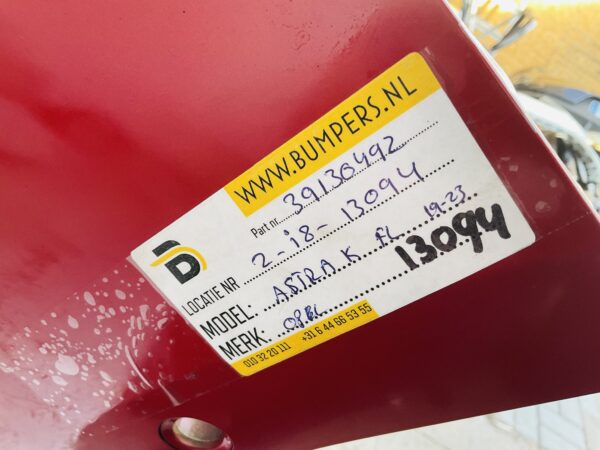 WWW.BUMPERS.NL
Part nr. 39130492
LOCATIE NR 2-i8-13094
MODEL: ASTRA K FL 19-23
13094
MERK: OPEL
010 32 20 111 +31 6 44 66 53 55